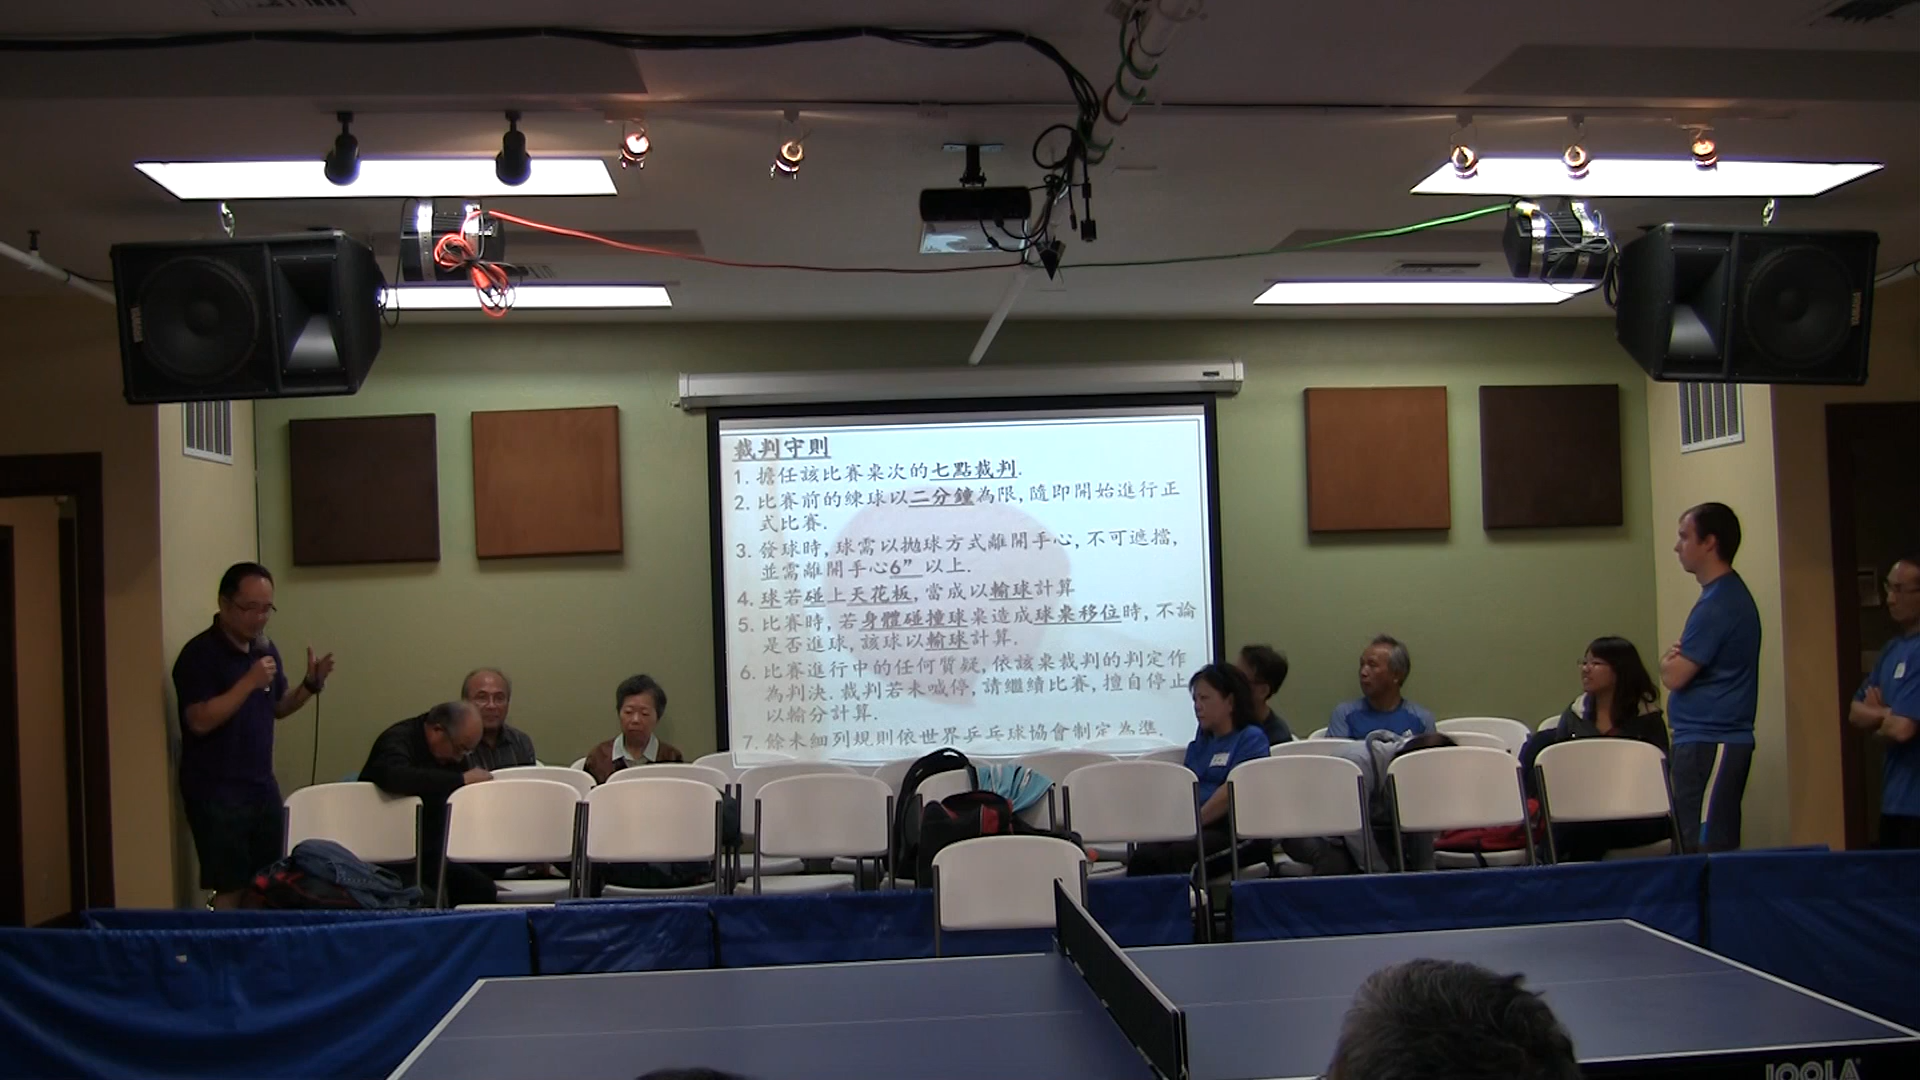 裁判守則
1. 擔任該比賽桌次的七點裁判.
2. 比賽前的練球以二分鐘為限, 隨即開始進行正
式比賽.
3. 發球時, 球需以拋球方式離開手心, 不可遮擋,
並需離開手心6” 以上.
4. 球若碰上天花板, 當成以輸球計算
5. 比賽時, 若身體碰撞球桌造成球桌移位時, 不論
是否進球, 該球以輸球計算.
6. 比賽進行中的任何質疑, 依該桌裁判的判定作
為判決. 裁判若未喊停, 請繼續比賽, 擅自停止
以輸分計算.
7. 餘未細列規則依世界乒乓球協會制定為準.
YAMAHA
YAMAHA
JOOLA